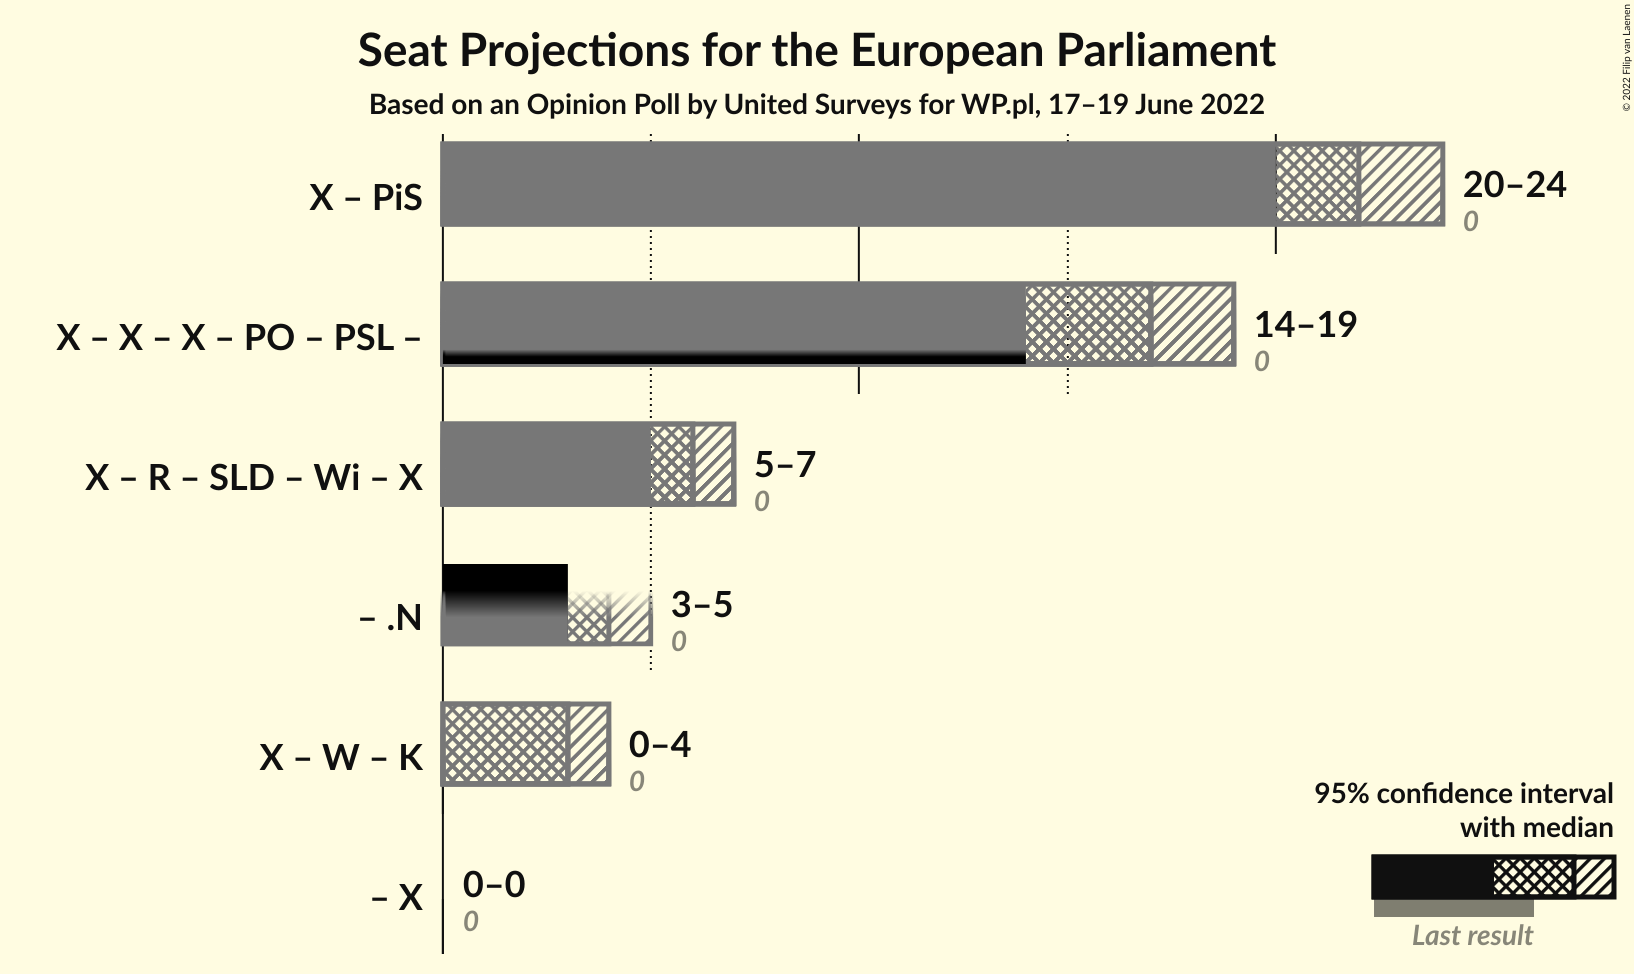 Seat Projections for the European Parliament
Based on an Opinion Poll by United Surveys for WP.pl, 17–19 June 2022
© 2022 Filip van Laenen
X – PiS
20–24
0
X – X – X – PO – PSL –
14–19
0
X – R – SLD – Wi – X
5–7
0
– .N
3–5
0
X – W – K
0–4
0
– X
0–0
0
95% confidence interval
with median
Last result